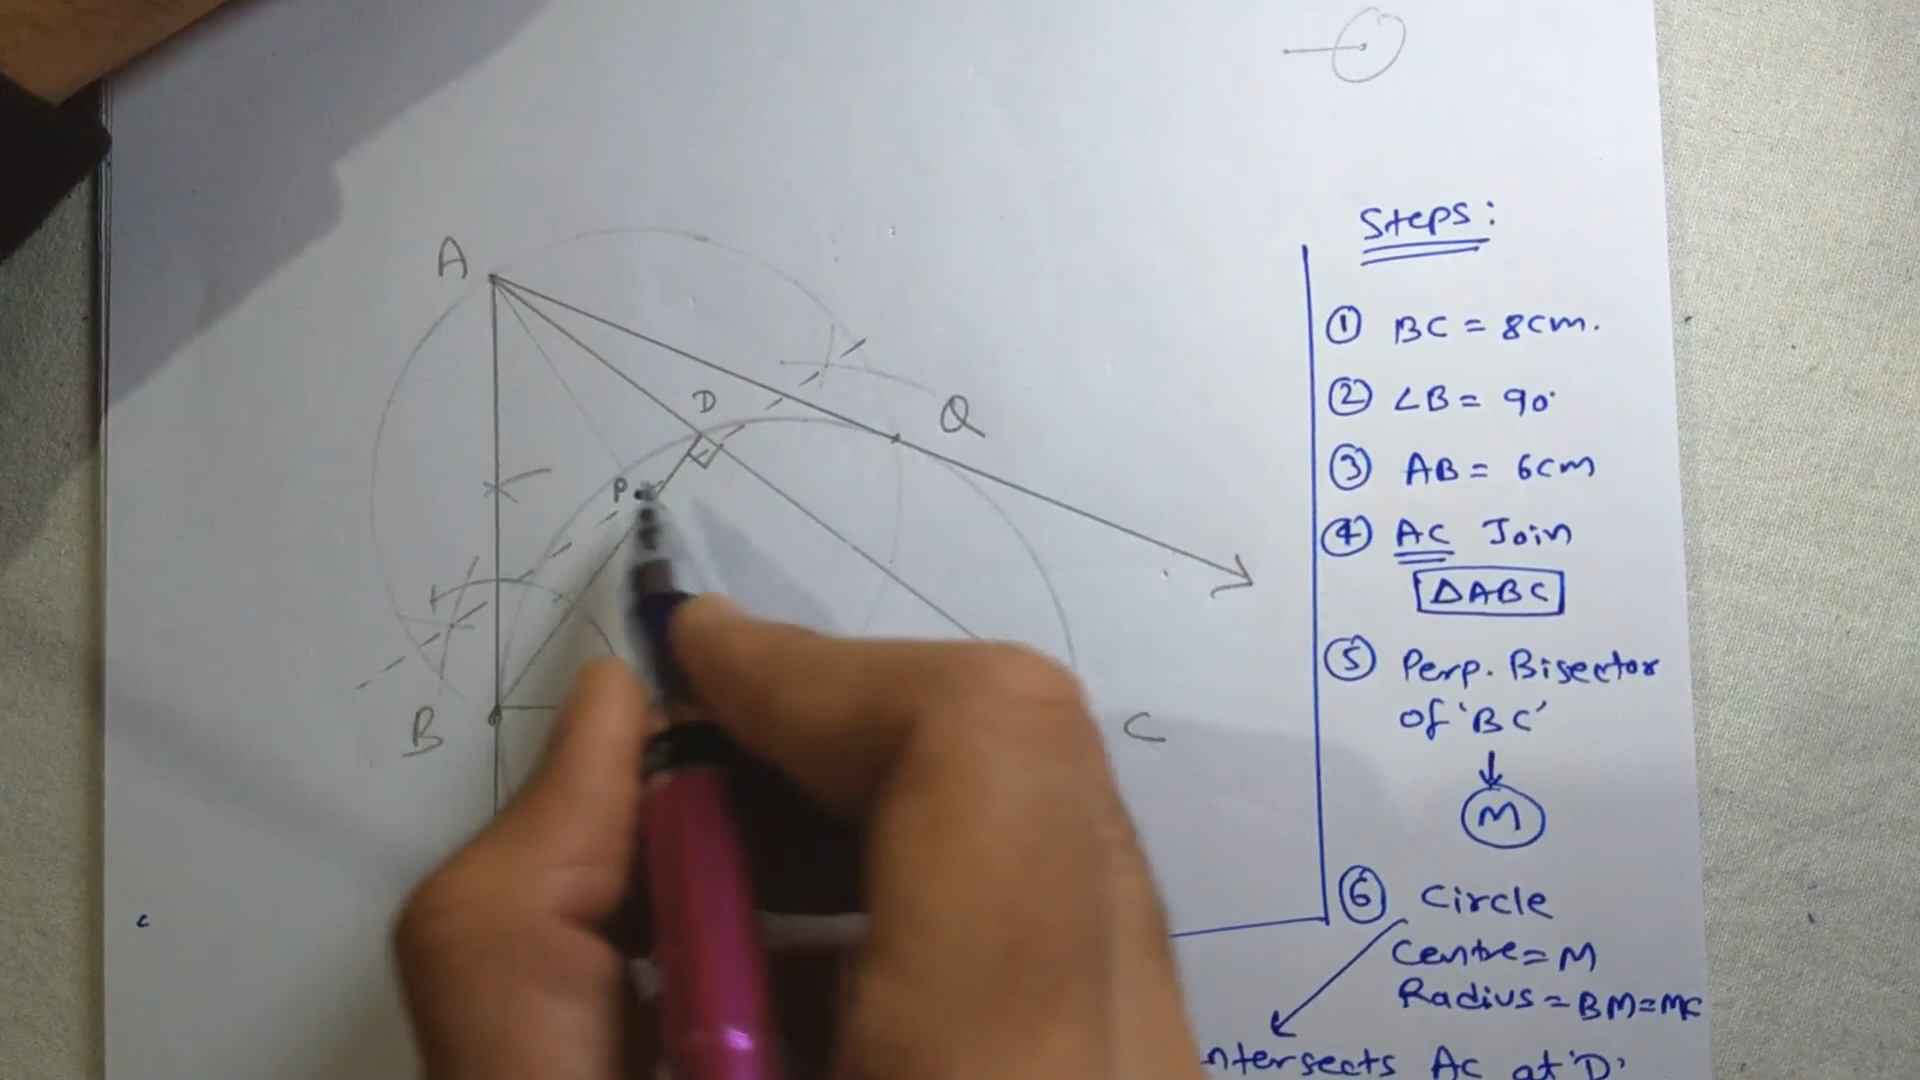 A
D
Q
P
B
C
Steps:
① BC = 8cm.
② ∠B = 90°
③ AB = 6cm
④ AC Join
△ABC
⑤ Perp. Bisector
of 'BC'
↓
M
⑥ Circle
Centre = M
Radius = BM = MC
ntersects AC at 'D'